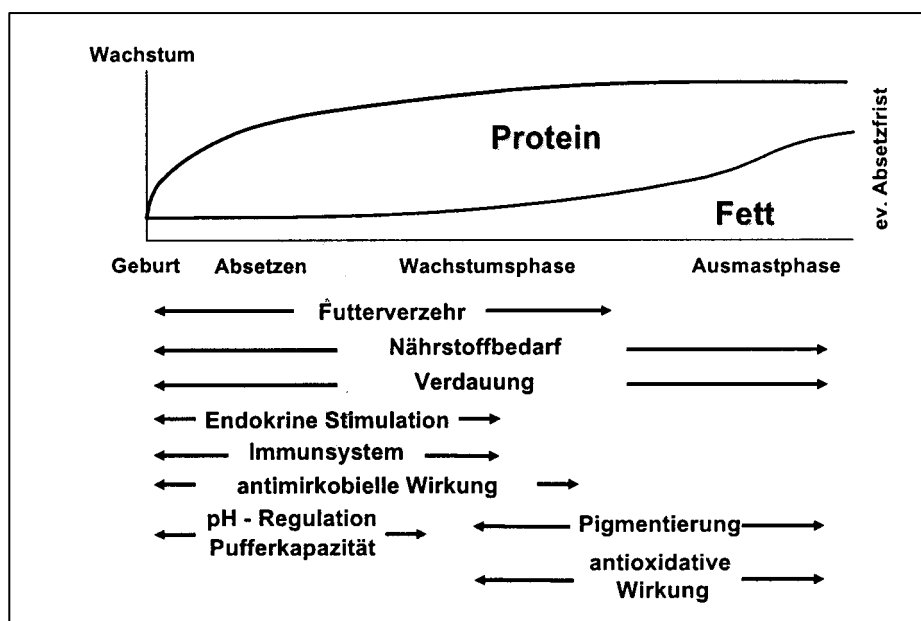 Wachstum
Protein
Fett
ev. Absetzfrist
Geburt Absetzen Wachstumsphase Ausmastphase
Futterverzehr
Nährstoffbedarf
Verdauung
Endokrine Stimulation
Immunsystem
antimirkobielle Wirkung
pH - Regulation
Pufferkapazität
Pigmentierung
antioxidative
Wirkung